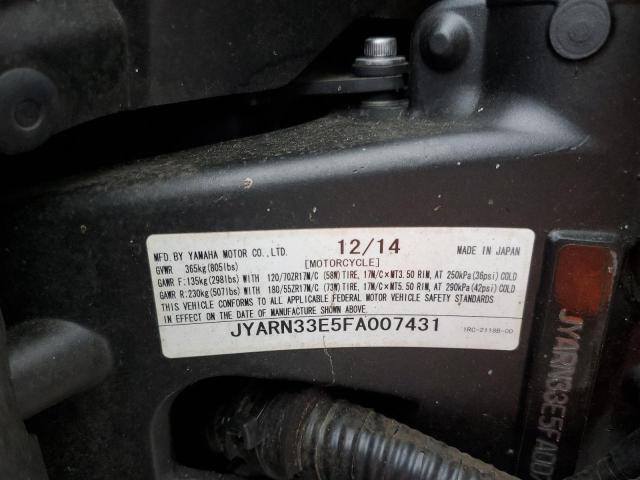 MFD. BY YAMAHA MOTOR CO., LTD. 12/14 MADE IN JAPAN
GVWR 365kg(805lbs) [MOTORCYCLE]
GAWR F:135kg(298lbs) WITH 120/70ZR17M/C (58W) TIRE, 17M/C×MT3.50 RIM, AT 250kPa(36psi) COLD
GAWR R:230kg(507lbs) WITH 180/55ZR17M/C (73W) TIRE, 17M/C×MT5.50 RIM, AT 290kPa(42psi) COLD
THIS VEHICLE CONFORMS TO ALL APPLICABLE FEDERAL MOTOR VEHICLE SAFETY STANDARDS
IN EFFECT ON THE DATE OF MANUFACTURE SHOWN ABOVE.
JYARN33E5FA007431 1RC-2118B-00
JYARN33E5FA00